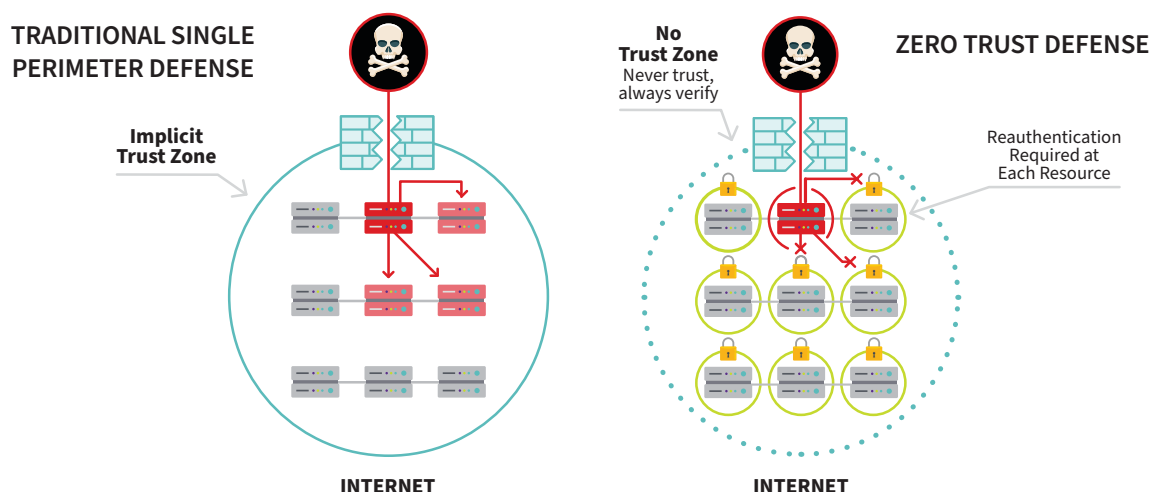 TRADITIONAL SINGLE
PERIMETER DEFENSE
Implicit
Trust Zone
INTERNET
No
Trust Zone
Never trust,
always verify
ZERO TRUST DEFENSE
Reauthentication
Required at
Each Resource
INTERNET